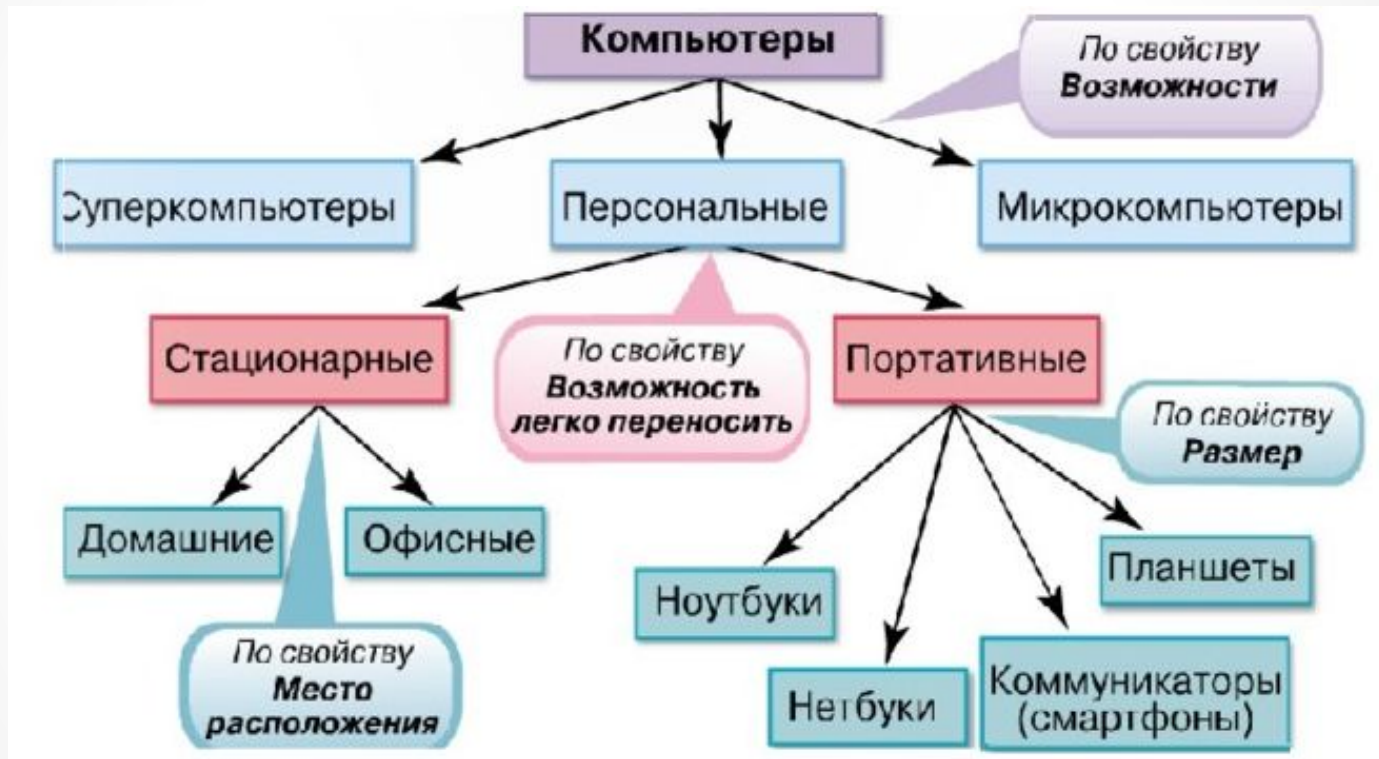 Компьютеры
По свойству
Возможности
Суперкомпьютеры
Персональные
Микрокомпьютеры
Стационарные
По свойству
Возможность
легко переносить
Портативные
По свойству
Размер
Домашние
Офисные
Ноутбуки
Планшеты
По свойству
Место
расположения
Нетбуки
Коммуникаторы
(смартфоны)